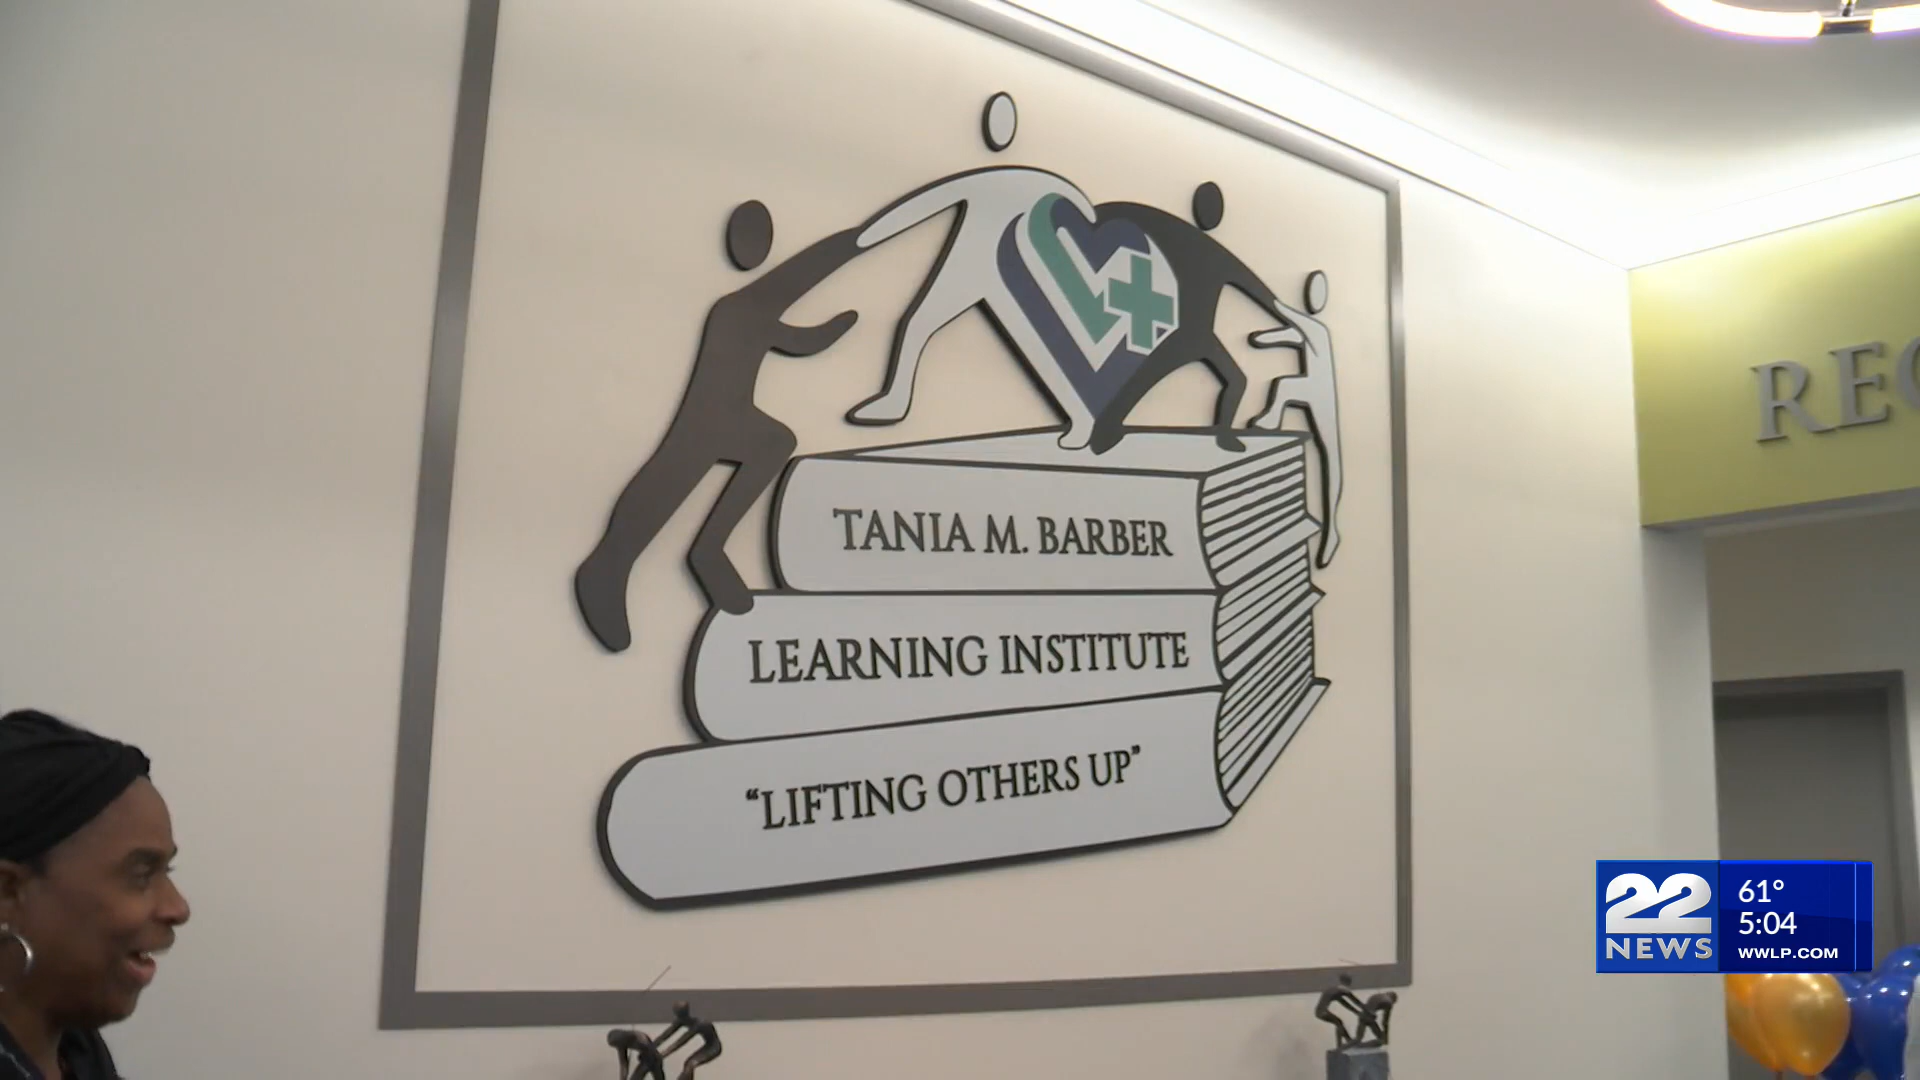 TANIA M. BARBER
LEARNING INSTITUTE
“LIFTING OTHERS UP”
22
NEWS
61°
5:04
WWLP.COM